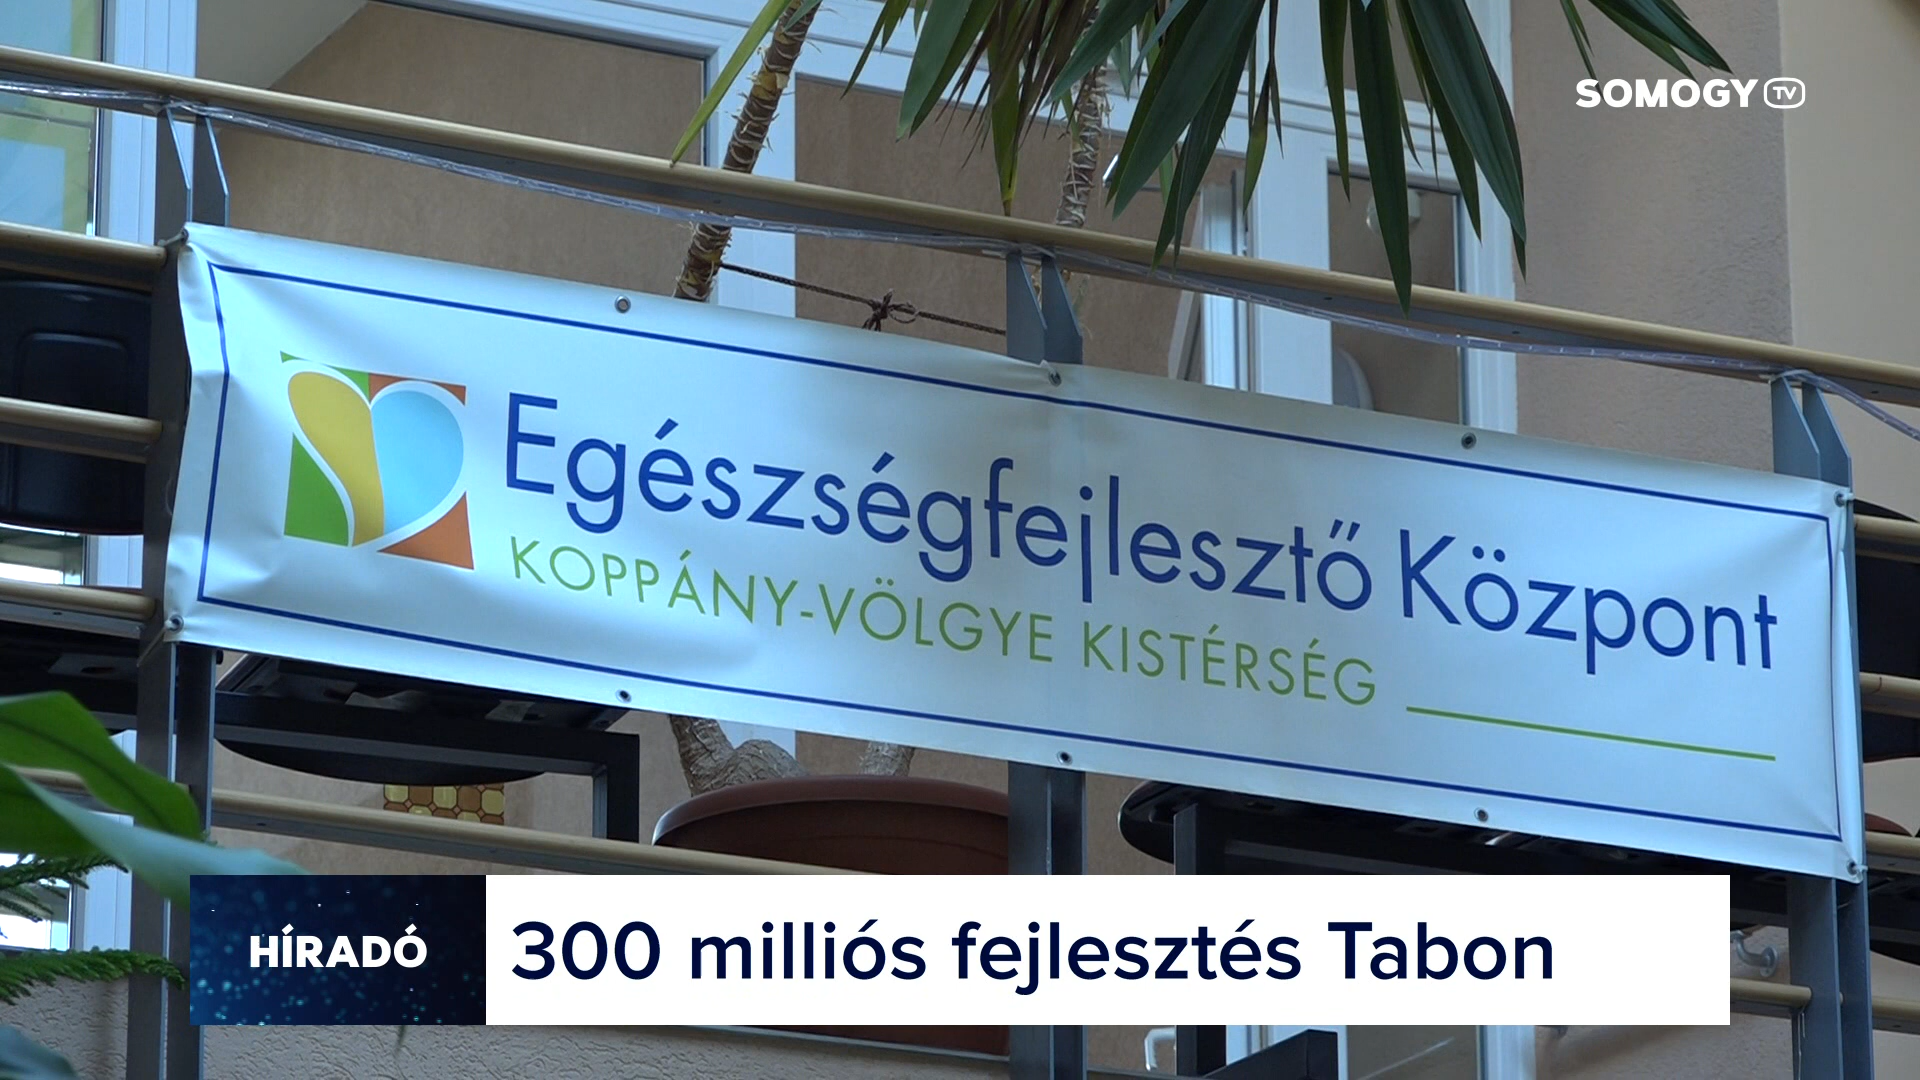 SOMOGY TV
Egészségfejlesztő Központ
KOPPÁNY-VÖLGYE KISTÉRSÉG
HÍRADÓ
300 milliós fejlesztés Tabon